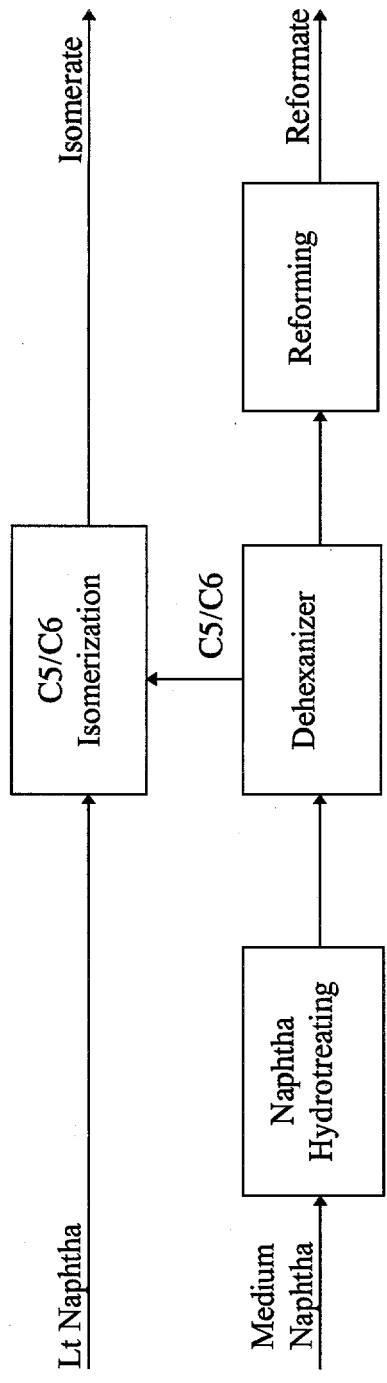 Lt Naphtha
C5/C6
Isomerization
Isomerate
C5/C6
Medium
Naphtha
Naphtha
Hydrotreating
Dehexanizer
Reforming
Reformate